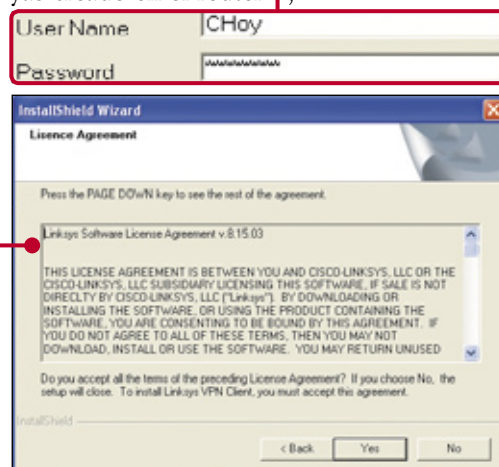 User Name CHoy
Password **********
InstallShield Wizard
Lisence Agreement
Press the PAGE DOWN key to see the rest of the agreement.
Linksys Software License Agreement v.8.15.03
THIS LICENSE AGREEMENT IS BETWEEN YOU AND CISCO-LINKSYS, LLC OR THE
CISCO-LINKSYS, LLC SUBSIDIARY LICENSING THIS SOFTWARE, IF SALE IS NOT
DIRECLTY BY CISCO-LINKSYS, LLC ("Linksys"). BY DOWNLOADING OR
INSTALLING THE SOFTWARE, OR USING THE PRODUCT CONTAINING THE
SOFTWARE, YOU ARE CONSENTING TO BE BOUND BY THIS AGREEMENT. IF
YOU DO NOT AGREE TO ALL OF THESE TERMS, THEN YOU MAY NOT
DOWNLOAD, INSTALL OR USE THE SOFTWARE. YOU MAY RETURN UNUSED
Do you accept all the terms of the preceding License Agreement? If you choose No, the
setup will close. To install Linksys VPN Client, you must accept this agreement.
InstallShield
< Back Yes No